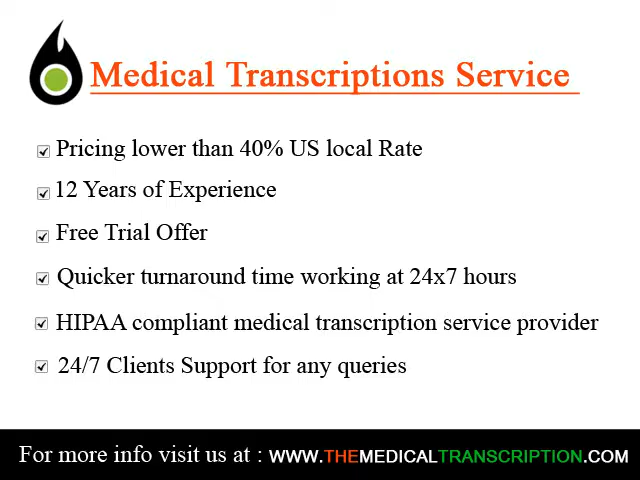 Medical Transcriptions Service
Pricing lower than 40% US local Rate
12 Years of Experience
Free Trial Offer
Quicker turnaround time working at 24x7 hours
HIPAA compliant medical transcription service provider
24/7 Clients Support for any queries
For more info visit us at : WWW.THEMEDICALTRANSCRIPTION.COM